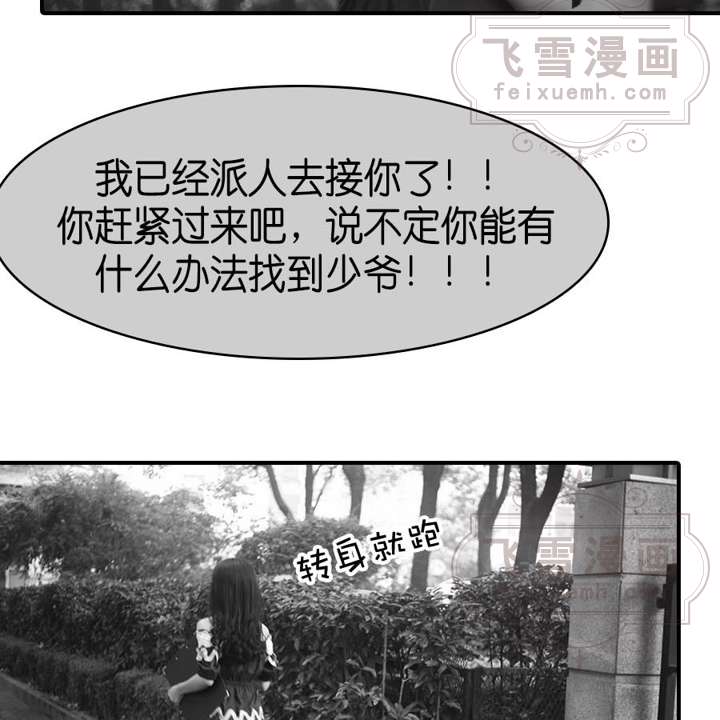 飞雪漫画
feixuemh.com
我已经派人去接你了！！
你赶紧过来吧，说不定你能有
什么办法找到少爷！！！
转身就跑
飞雪漫画
feixuemh.com